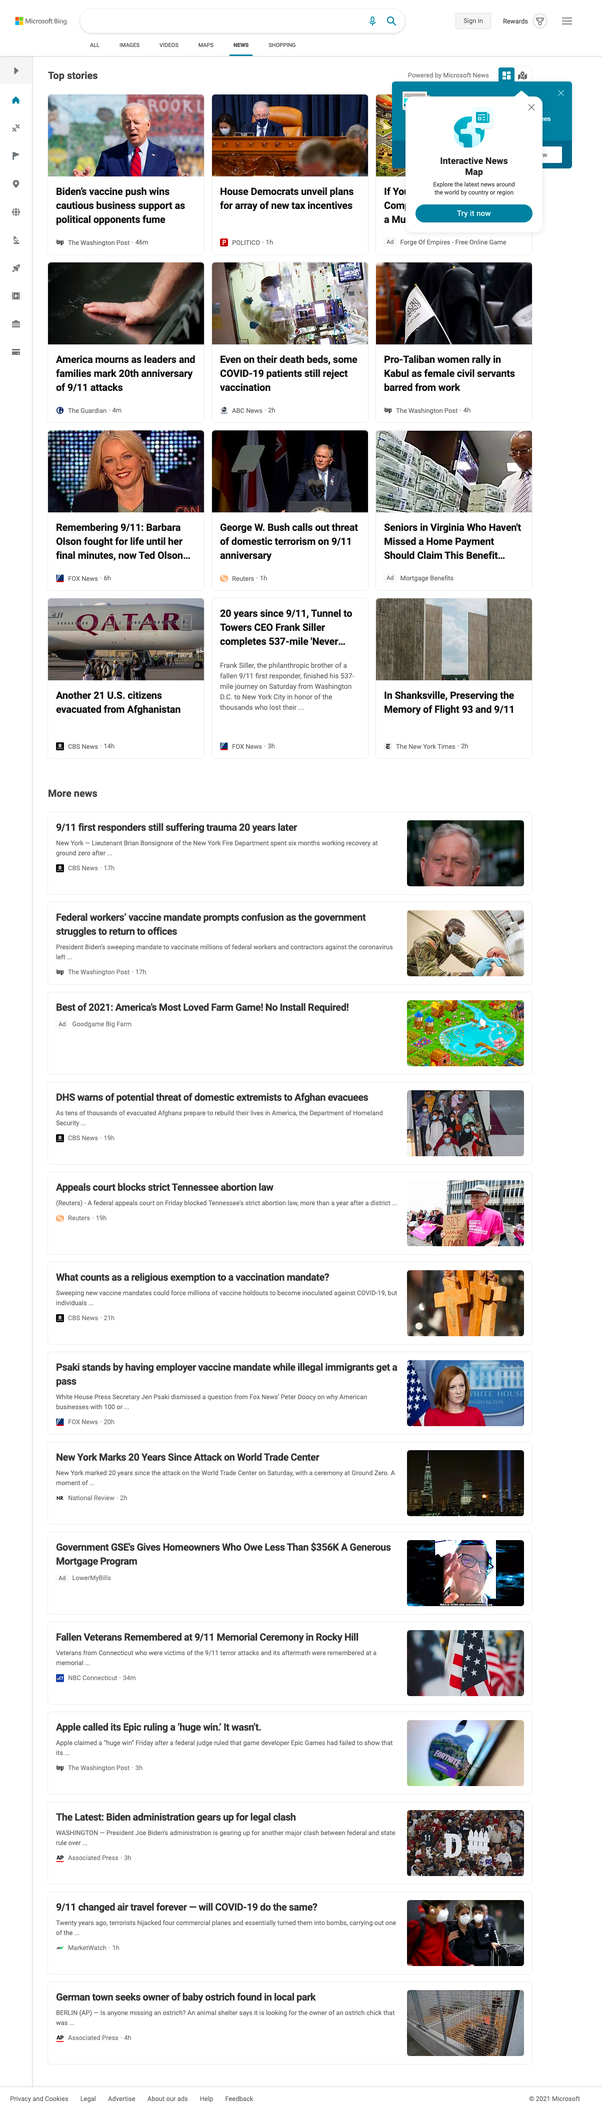 Microsoft Bing
Sign in
Rewards
ALL
IMAGES
VIDEOS
MAPS
NEWS
SHOPPING
Top stories
Powered by Microsoft News
BROOKL
Interactive News
Map
Explore the latest news around
the world by country or region
Try it now
Biden's vaccine push wins
cautious business support as
political opponents fume
The Washington Post · 46m
House Democrats unveil plans
for array of new tax incentives
POLITICO · 1h
If You
Comp
a Mu
Ad Forge Of Empires - Free Online Game
America mourns as leaders and
families mark 20th anniversary
of 9/11 attacks
The Guardian · 4m
Even on their death beds, some
COVID-19 patients still reject
vaccination
ABC News · 2h
Pro-Taliban women rally in
Kabul as female civil servants
barred from work
The Washington Post · 4h
CNN
Remembering 9/11: Barbara
Olson fought for life until her
final minutes, now Ted Olson...
FOX News · 6h
George W. Bush calls out threat
of domestic terrorism on 9/11
anniversary
Reuters · 1h
Seniors in Virginia Who Haven't
Missed a Home Payment
Should Claim This Benefit...
Ad Mortgage Benefits
QATAR
Another 21 U.S. citizens
evacuated from Afghanistan
CBS News · 14h
20 years since 9/11, Tunnel to
Towers CEO Frank Siller
completes 537-mile 'Never...
Frank Siller, the philanthropic brother of a
fallen 9/11 first responder, finished his 537-
mile journey on Saturday from Washington
D.C. to New York City in honor of the
thousands who lost their ...
FOX News · 3h
In Shanksville, Preserving the
Memory of Flight 93 and 9/11
The New York Times · 2h
More news
9/11 first responders still suffering trauma 20 years later
New York — Lieutenant Brian Bonsignore of the New York Fire Department spent six months working recovery at
ground zero after ...
CBS News · 17h
Federal workers' vaccine mandate prompts confusion as the government
struggles to return to offices
President Biden's sweeping mandate to vaccinate millions of federal workers and contractors against the coronavirus
left ...
The Washington Post · 17h
Best of 2021: America's Most Loved Farm Game! No Install Required!
Ad Goodgame Big Farm
DHS warns of potential threat of domestic extremists to Afghan evacuees
As tens of thousands of evacuated Afghans prepare to rebuild their lives in America, the Department of Homeland
Security ...
CBS News · 19h
Appeals court blocks strict Tennessee abortion law
(Reuters) - A federal appeals court on Friday blocked Tennessee's strict abortion law, more than a year after a district ...
Reuters · 19h
What counts as a religious exemption to a vaccination mandate?
Sweeping new vaccine mandates could force millions of vaccine holdouts to become inoculated against COVID-19, but
individuals ...
CBS News · 21h
Psaki stands by having employer vaccine mandate while illegal immigrants get a
pass
White House Press Secretary Jen Psaki dismissed a question from Fox News' Peter Doocy on why American
businesses with 100 or ...
FOX News · 20h
New York Marks 20 Years Since Attack on World Trade Center
New York marked 20 years since the attack on the World Trade Center on Saturday, with a ceremony at Ground Zero. A
moment of ...
NR National Review · 2h
Government GSE's Gives Homeowners Who Owe Less Than $356K A Generous
Mortgage Program
Ad LowerMyBills
Fallen Veterans Remembered at 9/11 Memorial Ceremony in Rocky Hill
Veterans from Connecticut who were victims of the 9/11 terror attacks and its aftermath were remembered at a
memorial ...
NBC Connecticut · 34m
Apple called its Epic ruling a 'huge win.' It wasn't.
Apple claimed a "huge win" Friday after a federal judge ruled that game developer Epic Games had failed to show that
its ...
The Washington Post · 3h
The Latest: Biden administration gears up for legal clash
WASHINGTON — President Joe Biden's administration is gearing up for another major clash between federal and state
rule over ...
AP Associated Press · 3h
9/11 changed air travel forever — will COVID-19 do the same?
Twenty years ago, terrorists hijacked four commercial planes and essentially turned them into bombs, carrying out one
of the ...
MarketWatch · 1h
German town seeks owner of baby ostrich found in local park
BERLIN (AP) — Is anyone missing an ostrich? An animal shelter says it is looking for the owner of an ostrich chick that
was ...
AP Associated Press · 4h
Privacy and Cookies
Legal
Advertise
About our ads
Help
Feedback
© 2021 Microsoft